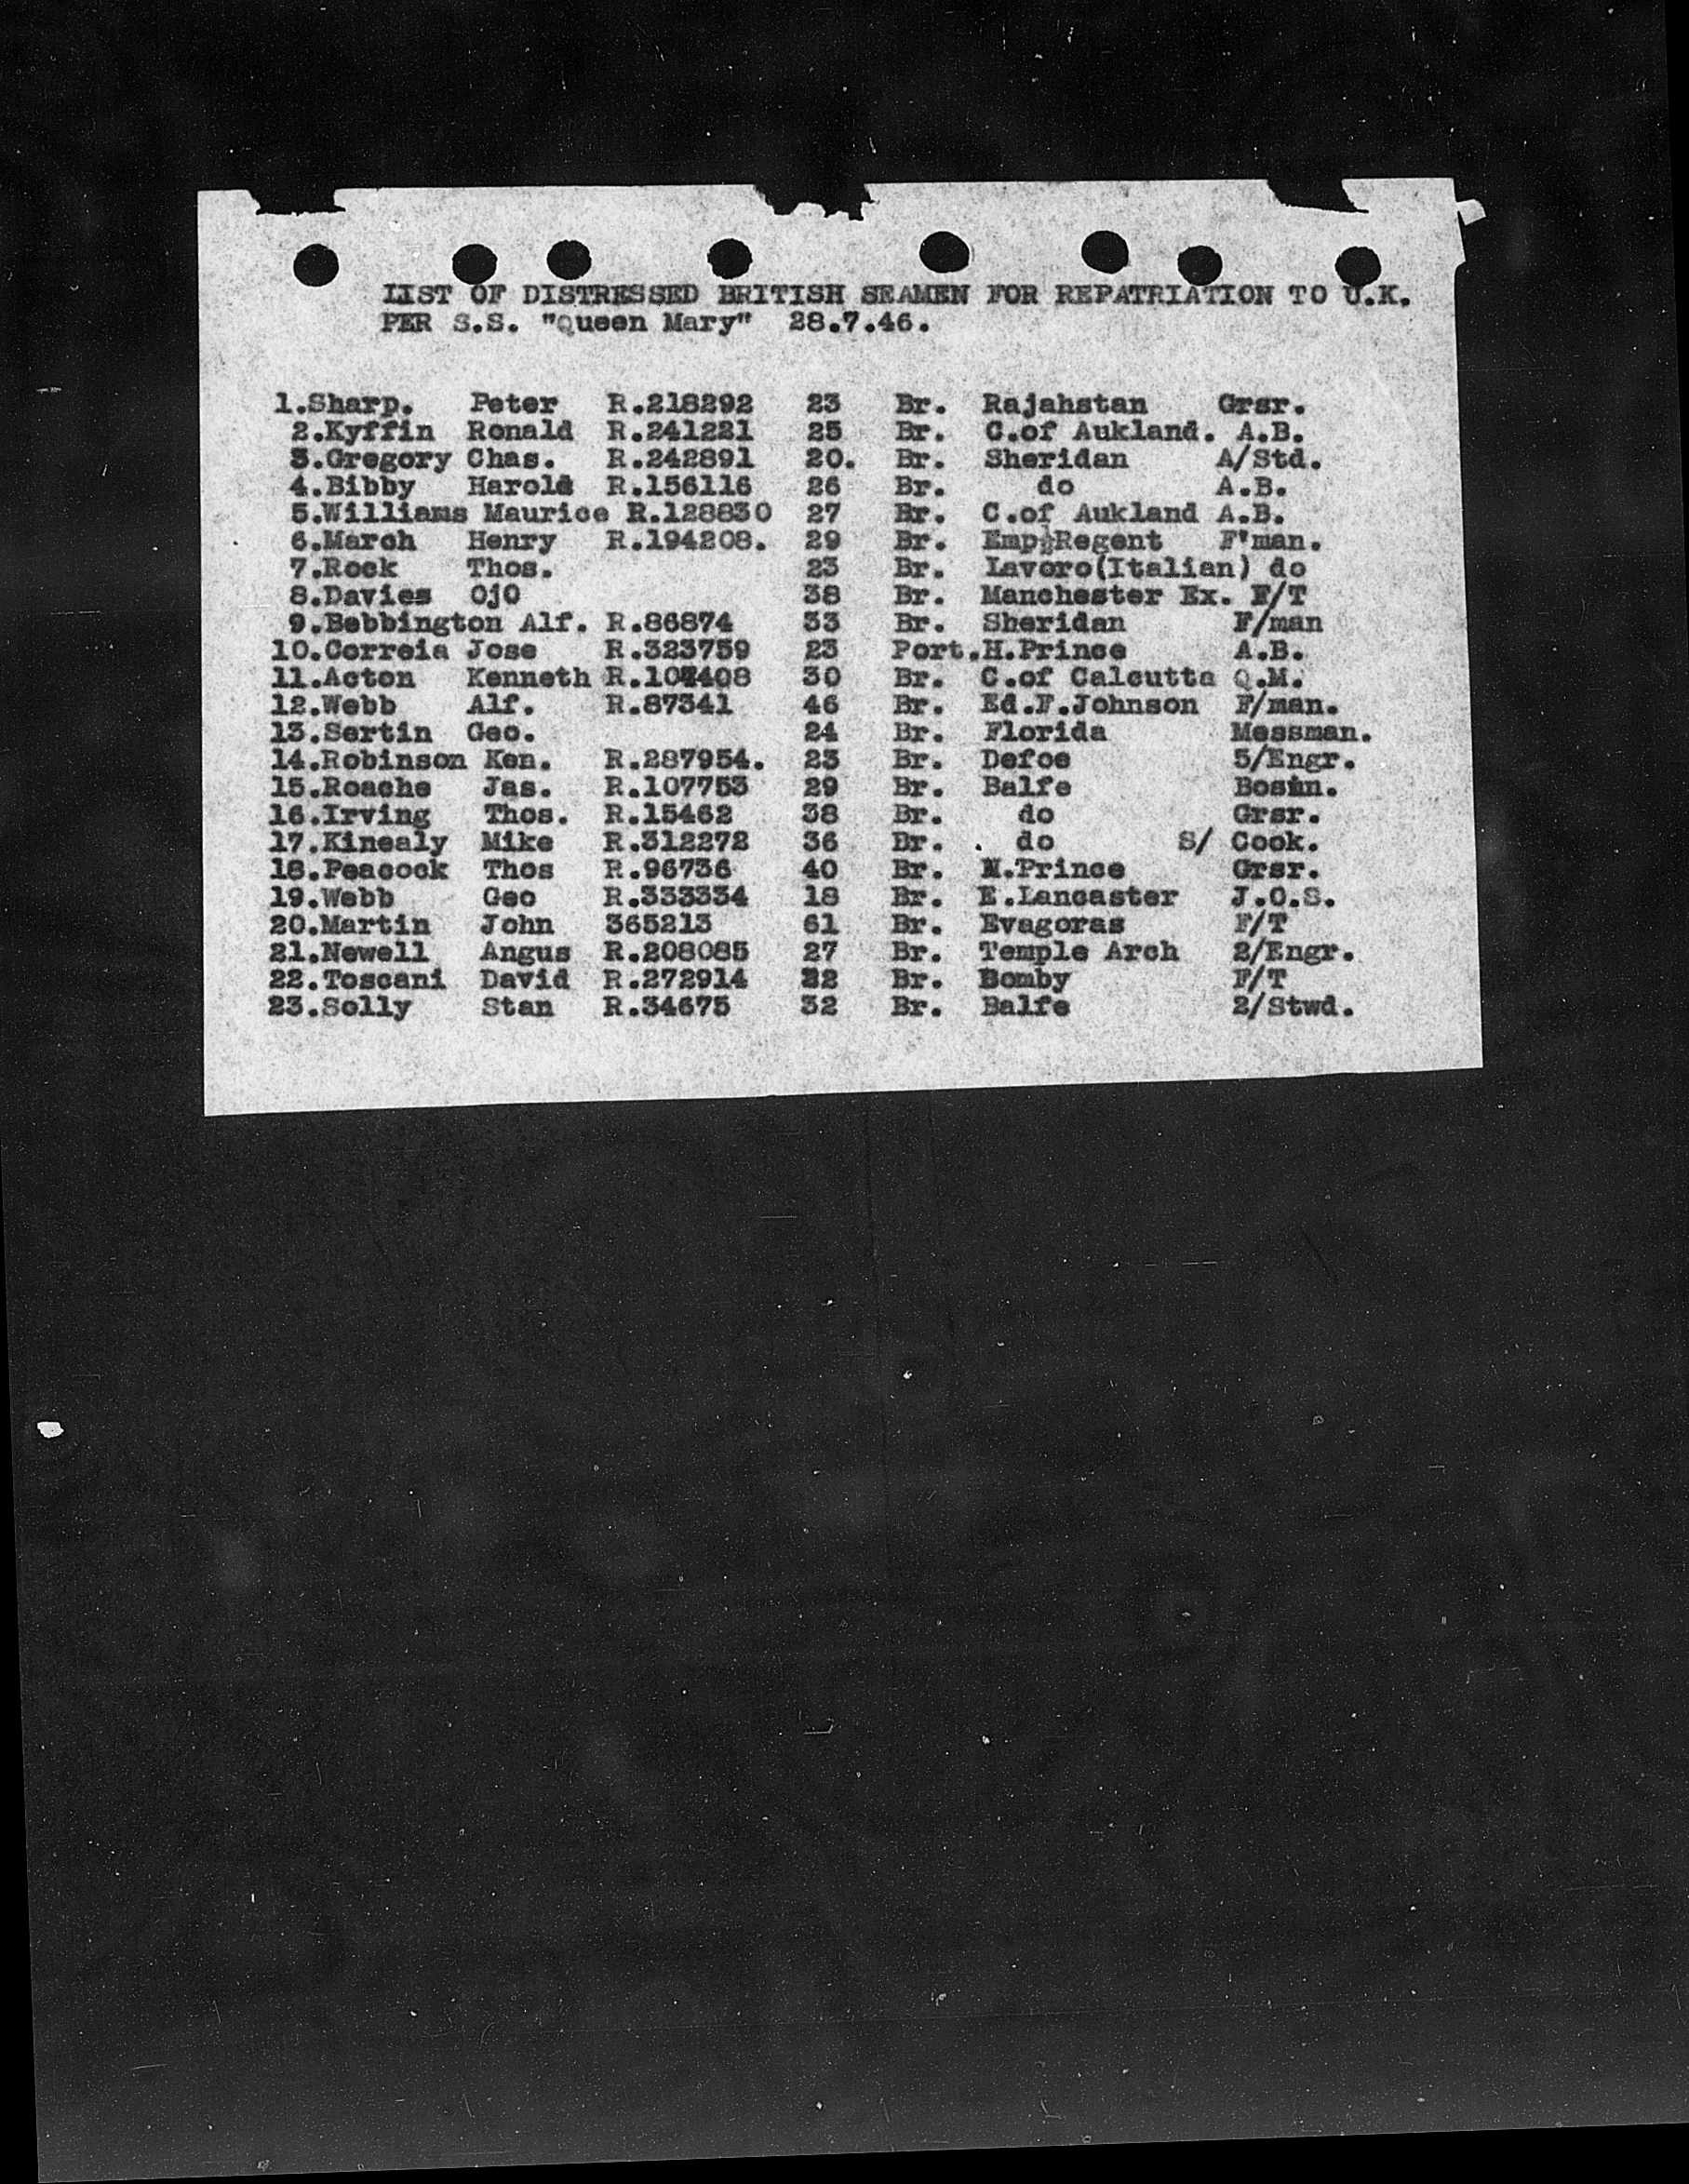 LIST OF DISTRESSED BRITISH SEAMEN FOR REPATRIATION TO U.K.
PER S.S. "Queen Mary" 28.7.46.
1.Sharp. Peter R.218292 23 Br. Rajahstan Grsr.
2.Kyffin Ronald R.241221 25 Br. C.of Aukland. A.B.
3.Gregory Chas. R.242891 20. Br. Sheridan A/Std.
4.Bibby Harold R.156116 26 Br. do A.B.
5.Williams Maurice R.128830 27 Br. C.of Aukland A.B.
6.March Henry R.194208. 29 Br. Emp.Regent F'man.
7.Rock Thos. 23 Br. Lavoro(Italian) do
8.Davies OjO 38 Br. Manchester Ex. F/T
9.Bebbington Alf. R.86874 33 Br. Sheridan F/man
10.Correia Jose R.323759 23 Port.H.Prince A.B.
11.Acton Kenneth 30 Br. C.of Calcutta Q.M.
12.Webb Alf. R.87341 46 Br. Ed.F.Johnson F/man.
13.Sertin Geo. 24 Br. Florida Messman.
14.Robinson Ken. R.287954. 23 Br. Defoe 5/Engr.
15.Roache Jas. R.107753 29 Br. Balfe Bosun.
16.Irving Thos. R.15462 38 Br. do Grsr.
17.Kinealy Mike R.312272 36 Br. do S/ Cook.
18.Peacock Thos R.96736 40 Br. N.Prince Grsr.
19.Webb Geo R.333334 18 Br. E.Lancaster J.O.S.
20.Martin John 365213 61 Br. Evagoras F/T
21.Newell Angus R.208085 27 Br. Temple Arch 2/Engr.
22.Toscani David R.272914 22 Br. Bomby F/T
23.Solly Stan R.34675 32 Br. Balfe 2/Stwd.